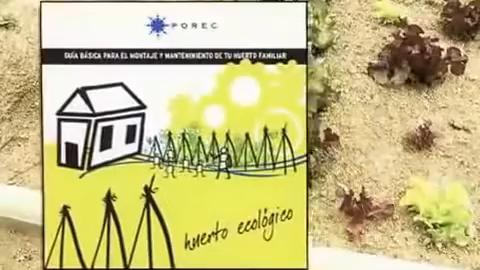 POREC
GUÍA BÁSICA PARA EL MONTAJE Y MANTENIMIENTO DE TU HUERTO FAMILIAR
huerto ecológico